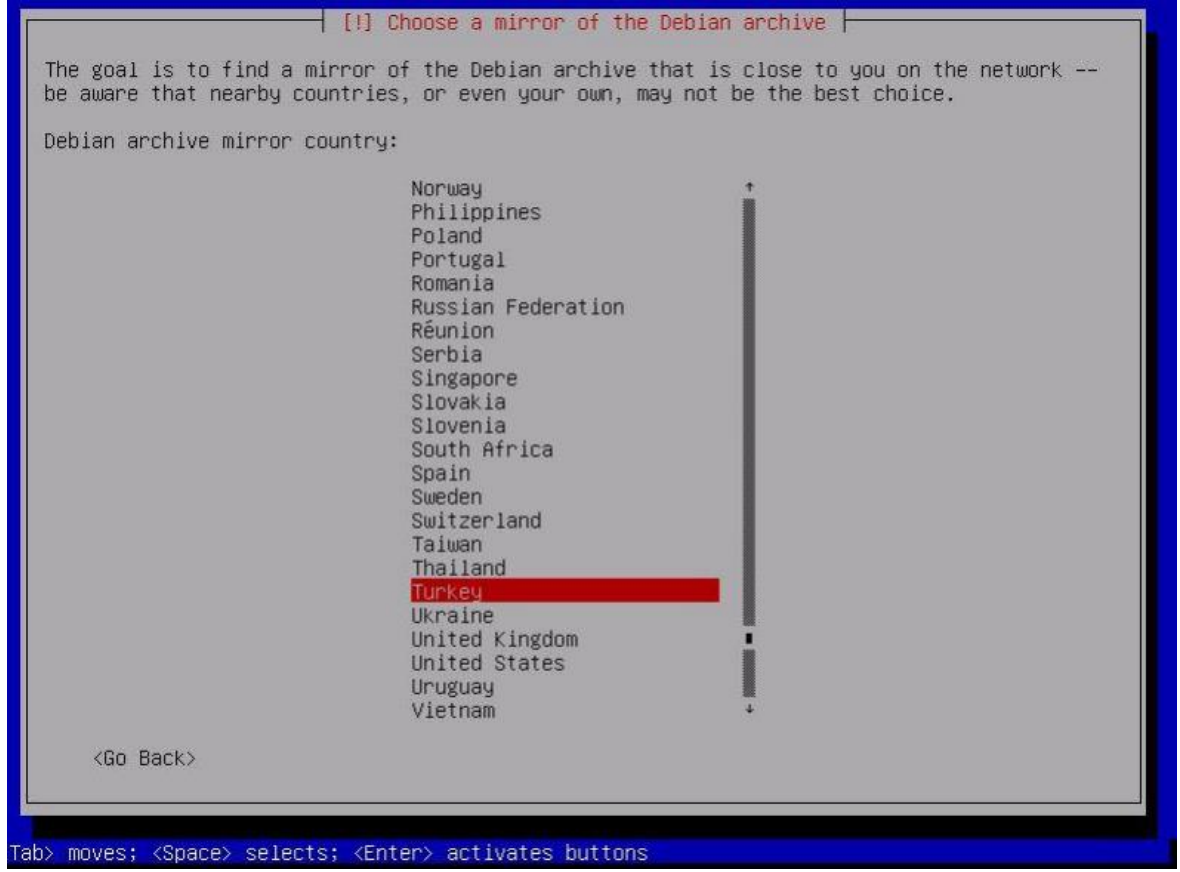 [!] Choose a mirror of the Debian archive
The goal is to find a mirror of the Debian archive that is close to you on the network --
be aware that nearby countries, or even your own, may not be the best choice.
Debian archive mirror country:
Norway
Philippines
Poland
Portugal
Romania
Russian Federation
Réunion
Serbia
Singapore
Slovakia
Slovenia
South Africa
Spain
Sweden
Switzerland
Taiwan
Thailand
Turkey
Ukraine
United Kingdom
United States
Uruguay
Vietnam
<Go Back>
Tab> moves; <Space> selects; <Enter> activates buttons